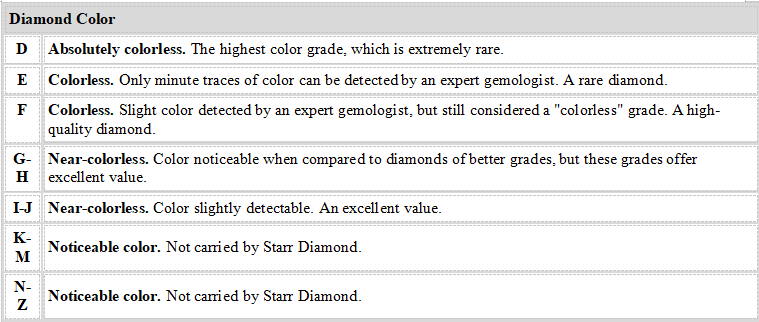 Diamond Color
D Absolutely colorless. The highest color grade, which is extremely rare.
E Colorless. Only minute traces of color can be detected by an expert gemologist. A rare diamond.
F Colorless. Slight color detected by an expert gemologist, but still considered a "colorless" grade. A high-
quality diamond.
G- Near-colorless. Color noticeable when compared to diamonds of better grades, but these grades offer
H excellent value.
I-J Near-colorless. Color slightly detectable. An excellent value.
K-
M Noticeable color. Not carried by Starr Diamond.
N-
Z Noticeable color. Not carried by Starr Diamond.